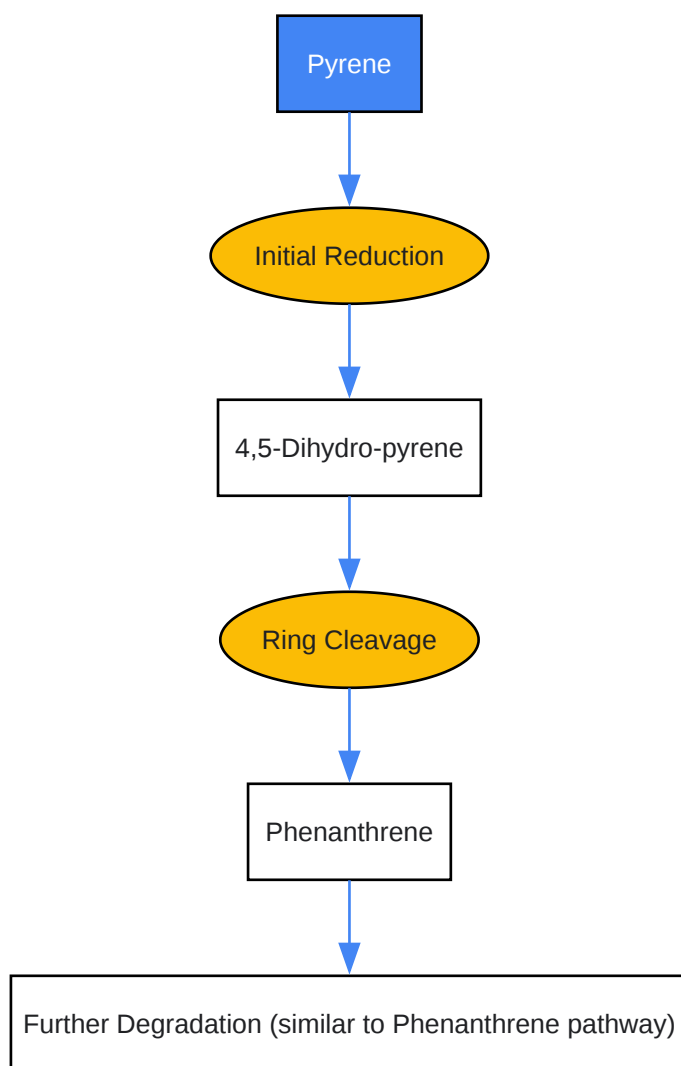 Pyrene
Initial Reduction
4,5-Dihydro-pyrene
Ring Cleavage
Phenanthrene
Further Degradation (similar to Phenanthrene pathway)